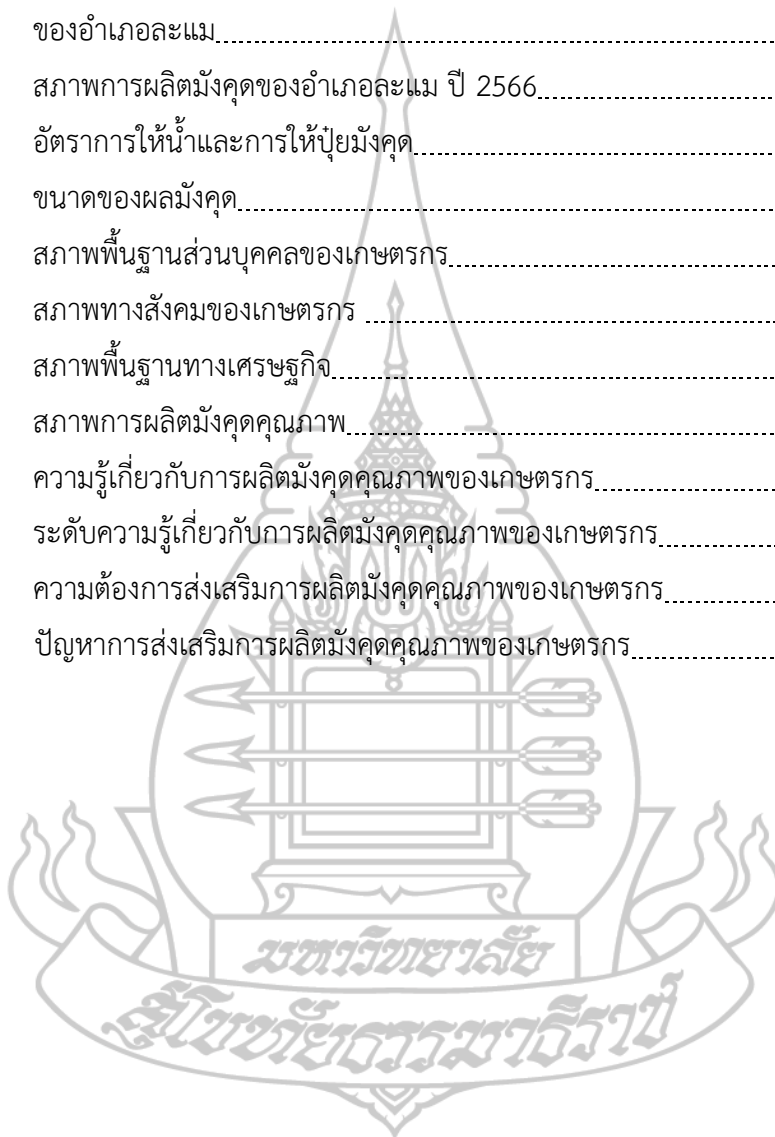 ของอำเภอละแม
สภาพการผลิตมังคุดของอำเภอละแม ปี 2566
อัตราการให้น้ำและการให้ปุ๋ยมังคุด
ขนาดของผลมังคุด
สภาพพื้นฐานส่วนบุคคลของเกษตรกร
สภาพทางสังคมของเกษตรกร
สภาพพื้นฐานทางเศรษฐกิจ
สภาพการผลิตมังคุดคุณภาพ
ความรู้เกี่ยวกับการผลิตมังคุดคุณภาพของเกษตรกร
ระดับความรู้เกี่ยวกับการผลิตมังคุดคุณภาพของเกษตรกร
ความต้องการส่งเสริมการผลิตมังคุดคุณภาพของเกษตรกร
ปัญหาการส่งเสริมการผลิตมังคุดคุณภาพของเกษตรกร
มหาวิทยาลัย
สุโขทัยธรรมาธิราช